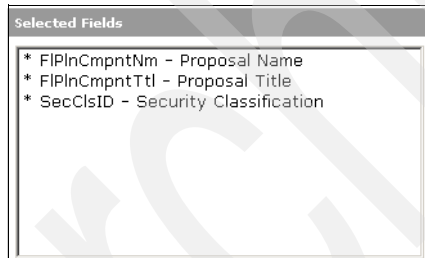 Selected Fields
* FlPlnCmpntNm - Proposal Name
* FlPlnCmpntTtl - Proposal Title
* SecClsID - Security Classification